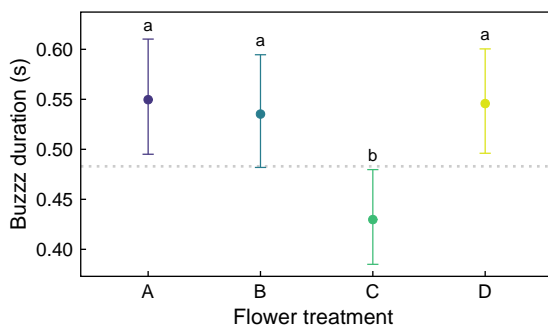 a
a
a
b
0.60
0.55
0.50
0.45
0.40
Buzzz duration (s)
A
B
C
D
Flower treatment